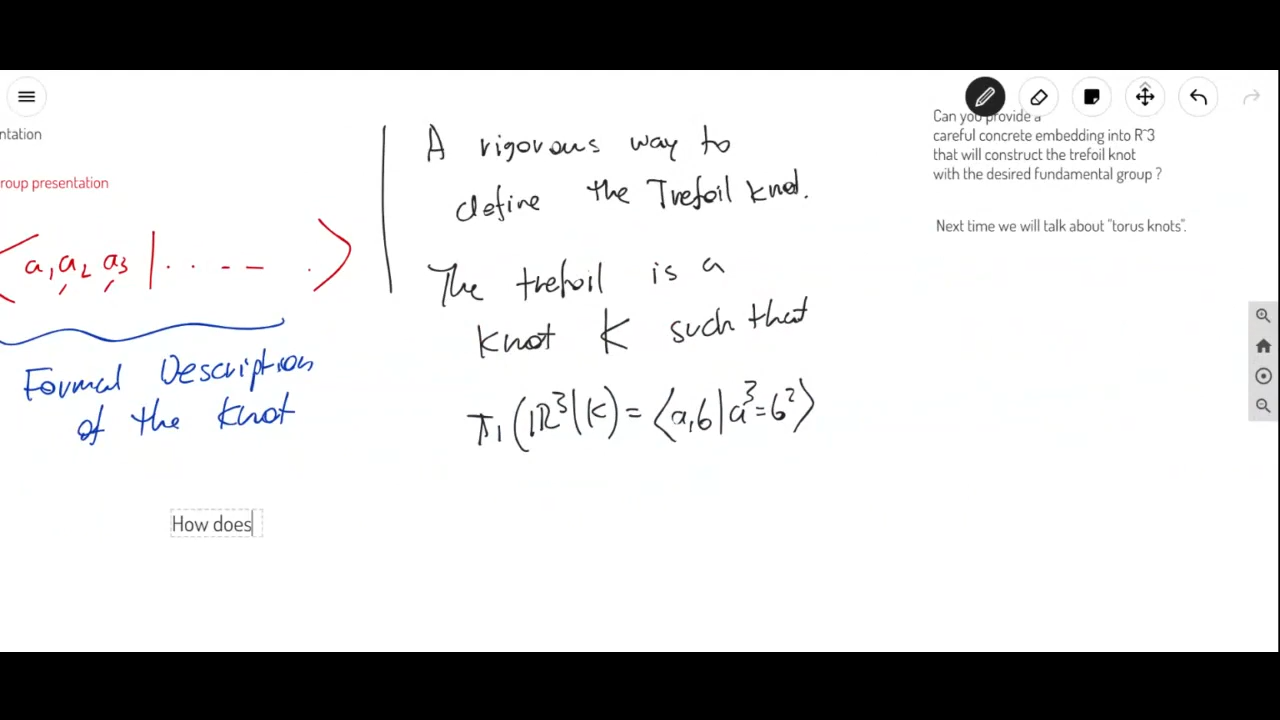 ntation
roup presentation
a₁ a₂ a₃ | . . . . - - - . ⟩
Formal Description
of the Knot
How does
A rigorous way to
define the Trefoil knot.
The trefoil is a
knot K such that
π₁(ℝ³\K) = ⟨a,b|a³=b²⟩
Can you provide a
careful concrete embedding into R^3
that will construct the trefoil knot
with the desired fundamental group ?
Next time we will talk about "torus knots".